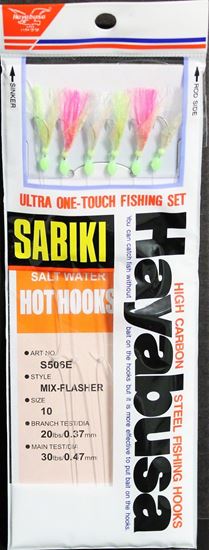 Hayabusa
SINKER
ROD-SIDE
ULTRA ONE-TOUCH FISHING SET
SABIKI
SALT WATER
HOT HOOKS
ART-NO.
S506E
STYLE
MIX-FLASHER
SIZE
10
BRANCH TEST/DIA
20lbs/0.37mm
MAIN TEST/DIA
30lbs/0.47mm
Hayabusa
HIGH CARBON STEEL FISHING HOOKS
You can catch fish without bait on the hooks but it is more effective to put bait on the hooks.